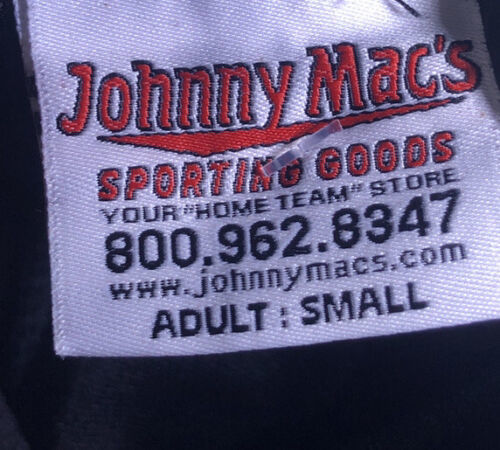 Johnny Mac's
SPORTING GOODS
YOUR "HOME TEAM" STORE
800.962.8347
www.johnnymacs.com
ADULT : SMALL